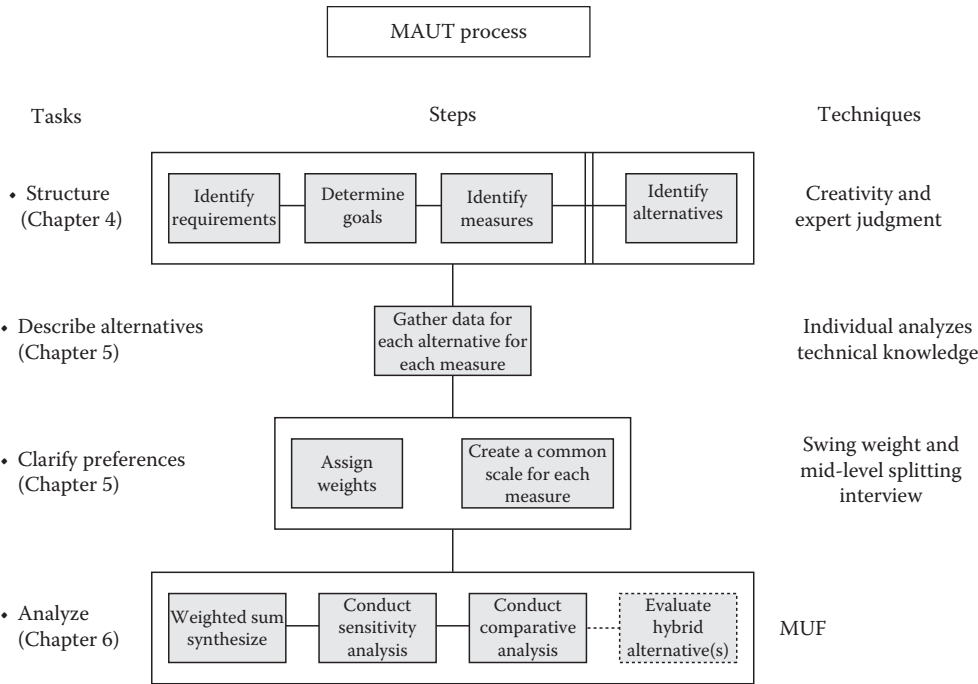 MAUT process
Tasks
Steps
Techniques
• Structure
(Chapter 4)
Identify
requirements
Determine
goals
Identify
measures
Identify
alternatives
Creativity and
expert judgment
• Describe alternatives
(Chapter 5)
Gather data for
each alternative for
each measure
Individual analyzes
technical knowledge
• Clarify preferences
(Chapter 5)
Assign
weights
Create a common
scale for each
measure
Swing weight and
mid-level splitting
interview
• Analyze
(Chapter 6)
Weighted sum
synthesize
Conduct
sensitivity
analysis
Conduct
comparative
analysis
Evaluate
hybrid
alternative(s)
MUF